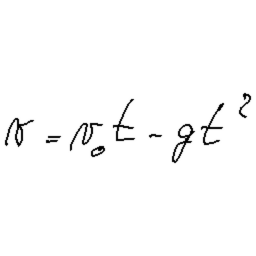 v = v₀t - gt²